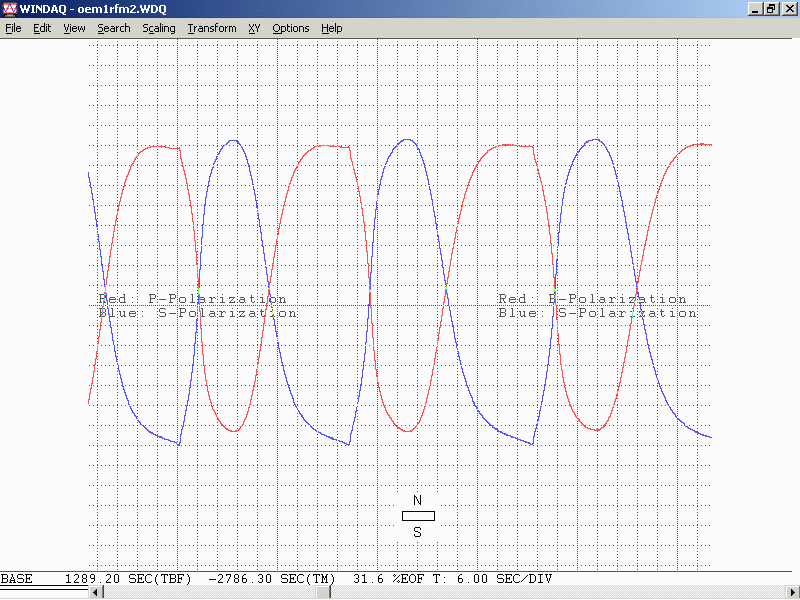 WINDAQ - oem1rfm2.WDQ
File Edit View Search Scaling Transform XY Options Help
Red: P-Polarization Red: P-Polarization
Blue: S-Polarization Blue: S-Polarization
N
S
BASE 1289.20 SEC(TBF) -2786.30 SEC(TM) 31.6 %EOF T: 6.00 SEC/DIV